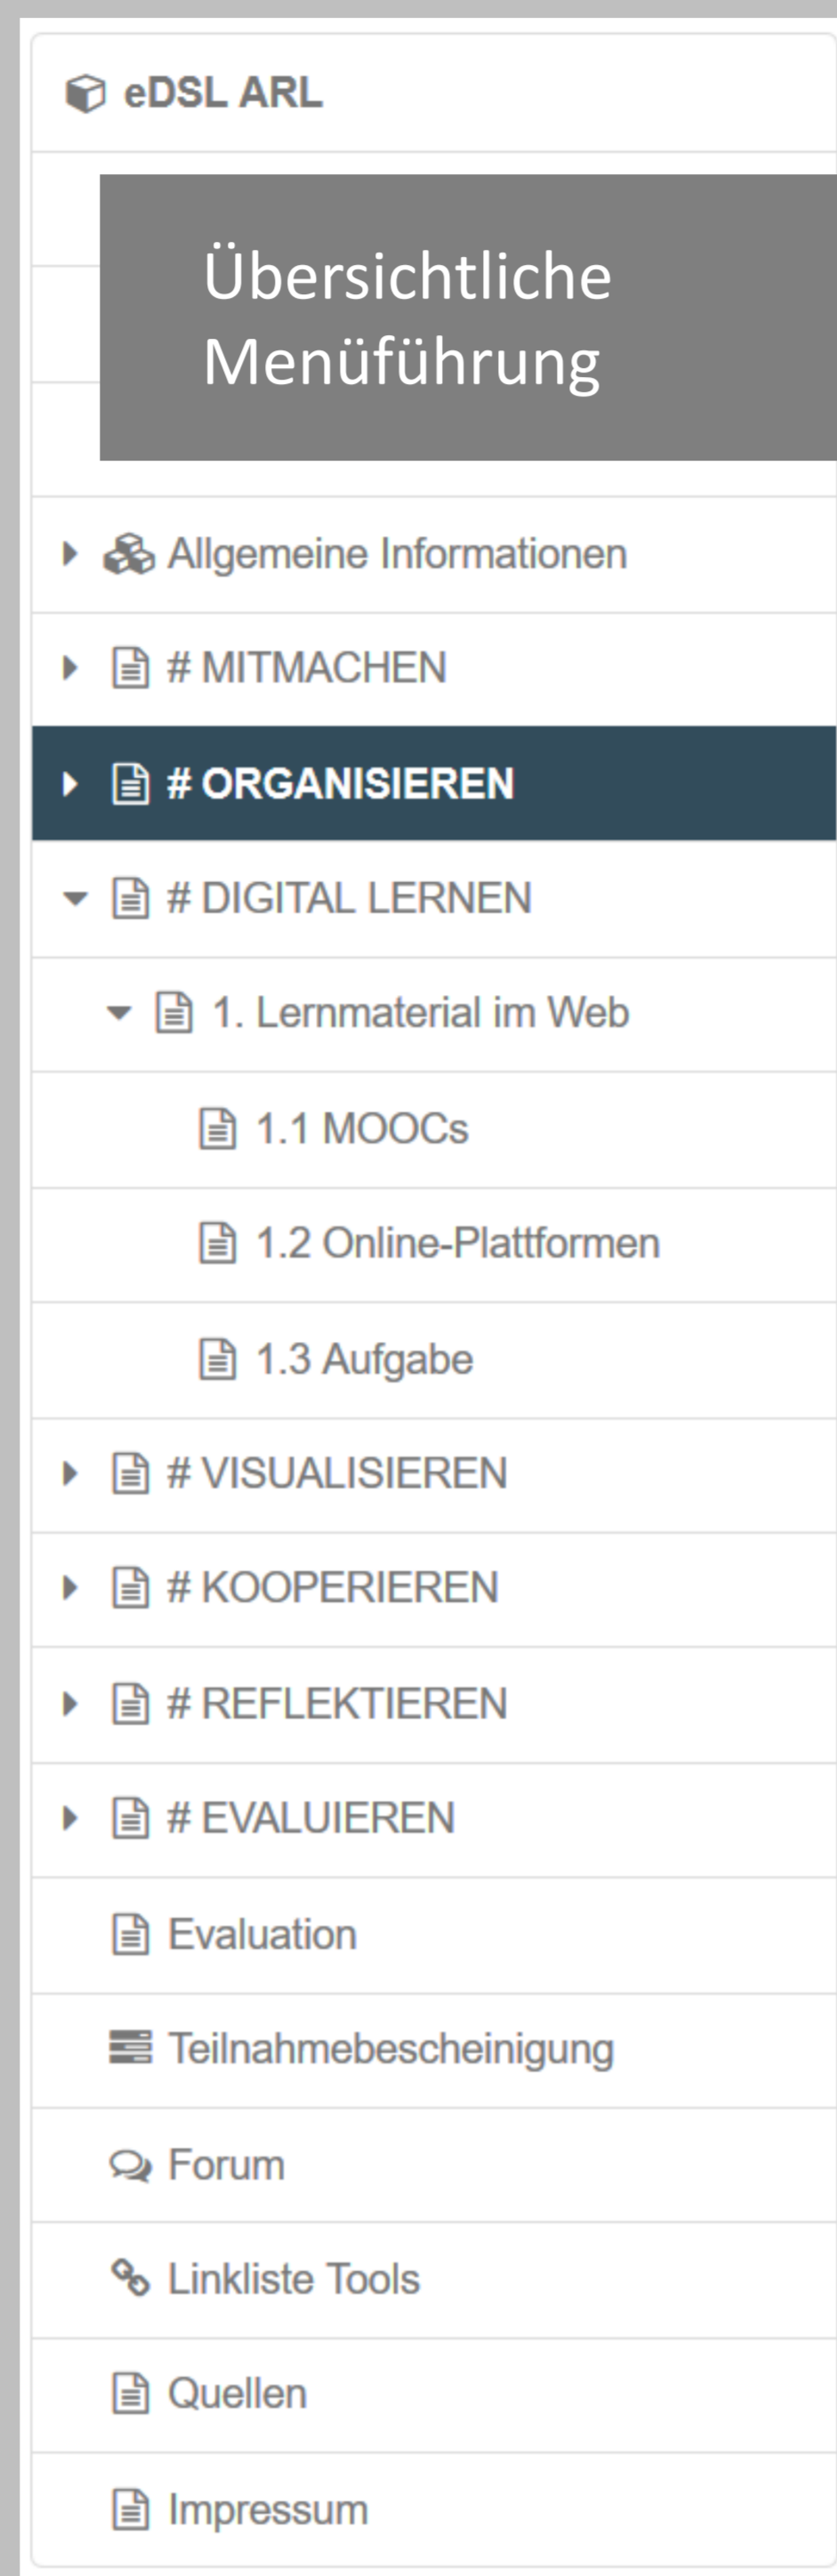 eDSL ARL
Übersichtliche
Menüführung
Allgemeine Informationen
# MITMACHEN
# ORGANISIEREN
# DIGITAL LERNEN
1. Lernmaterial im Web
1.1 MOOCs
1.2 Online-Plattformen
1.3 Aufgabe
# VISUALISIEREN
# KOOPERIEREN
# REFLEKTIEREN
# EVALUIEREN
Evaluation
Teilnahmebescheinigung
Forum
Linkliste Tools
Quellen
Impressum